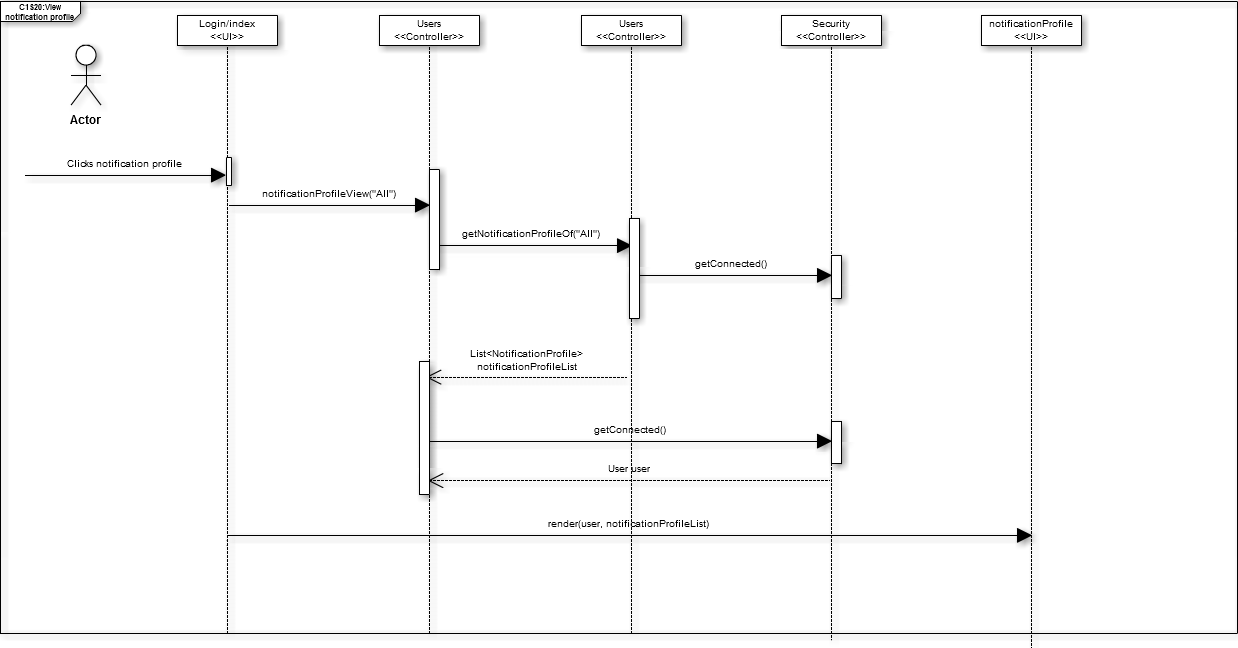 C1S20:View
notification profile
Login/index
<<UI>>
Users
<<Controller>>
Users
<<Controller>>
Security
<<Controller>>
notificationProfile
<<UI>>
Actor
Clicks notification profile
notificationProfileView("All")
getNotificationProfileOf("All")
getConnected()
List<NotificationProfile>
notificationProfileList
getConnected()
User user
render(user, notificationProfileList)